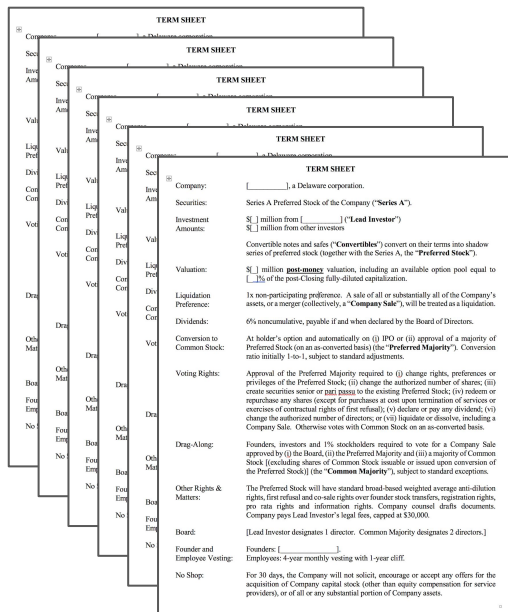 TERM SHEET
TERM SHEET
TERM SHEET
TERM SHEET
TERM SHEET
TERM SHEET
Company: [________], a Delaware corporation.
Securities: Series A Preferred Stock of the Company (“Series A”).
Investment $[_] million from [________] (“Lead Investor”)
Amounts: $[_] million from other investors
Convertible notes and safes (“Convertibles”) convert on their terms into shadow
series of preferred stock (together with the Series A, the “Preferred Stock”).
Valuation: $[_] million post-money valuation, including an available option pool equal to
[__]% of the post-Closing fully-diluted capitalization.
Liquidation 1x non-participating preference. A sale of all or substantially all of the Company’s
Preference: assets, or a merger (collectively, a “Company Sale”), will be treated as a liquidation.
Dividends: 6% noncumulative, payable if and when declared by the Board of Directors.
Conversion to At holder’s option and automatically on (i) IPO or (ii) approval of a majority of
Common Stock: Preferred Stock (on an as-converted basis) (the “Preferred Majority”). Conversion
ratio initially 1-to-1, subject to standard adjustments.
Voting Rights: Approval of the Preferred Majority required to (i) change rights, preferences or
privileges of the Preferred Stock; (ii) change the authorized number of shares; (iii)
create securities senior or pari passu to the existing Preferred Stock; (iv) redeem or
repurchase any shares (except for purchases at cost upon termination of services or
exercises of contractual rights of first refusal); (v) declare or pay any dividend; (vi)
change the authorized number of directors; or (vii) liquidate or dissolve, including a
Company Sale. Otherwise votes with Common Stock on an as-converted basis.
Drag-Along: Founders, investors and 1% stockholders required to vote for a Company Sale
approved by (i) the Board, (ii) the Preferred Majority and (iii) a majority of Common
Stock [(excluding shares of Common Stock issuable or issued upon conversion of
the Preferred Stock)] (the “Common Majority”), subject to standard exceptions.
Other Rights & The Preferred Stock will have standard broad-based weighted average anti-dilution
Matters: rights, first refusal and co-sale rights over founder stock transfers, registration rights,
pro rata rights and information rights. Company counsel drafts documents.
Company pays Lead Investor’s legal fees, capped at $30,000.
Board: [Lead Investor designates 1 director. Common Majority designates 2 directors.]
Founder and Founders: [________].
Employee Vesting: Employees: 4-year monthly vesting with 1-year cliff.
No Shop: For 30 days, the Company will not solicit, encourage or accept any offers for the
acquisition of Company capital stock (other than equity compensation for service
providers), or of all or any substantial portion of Company assets.